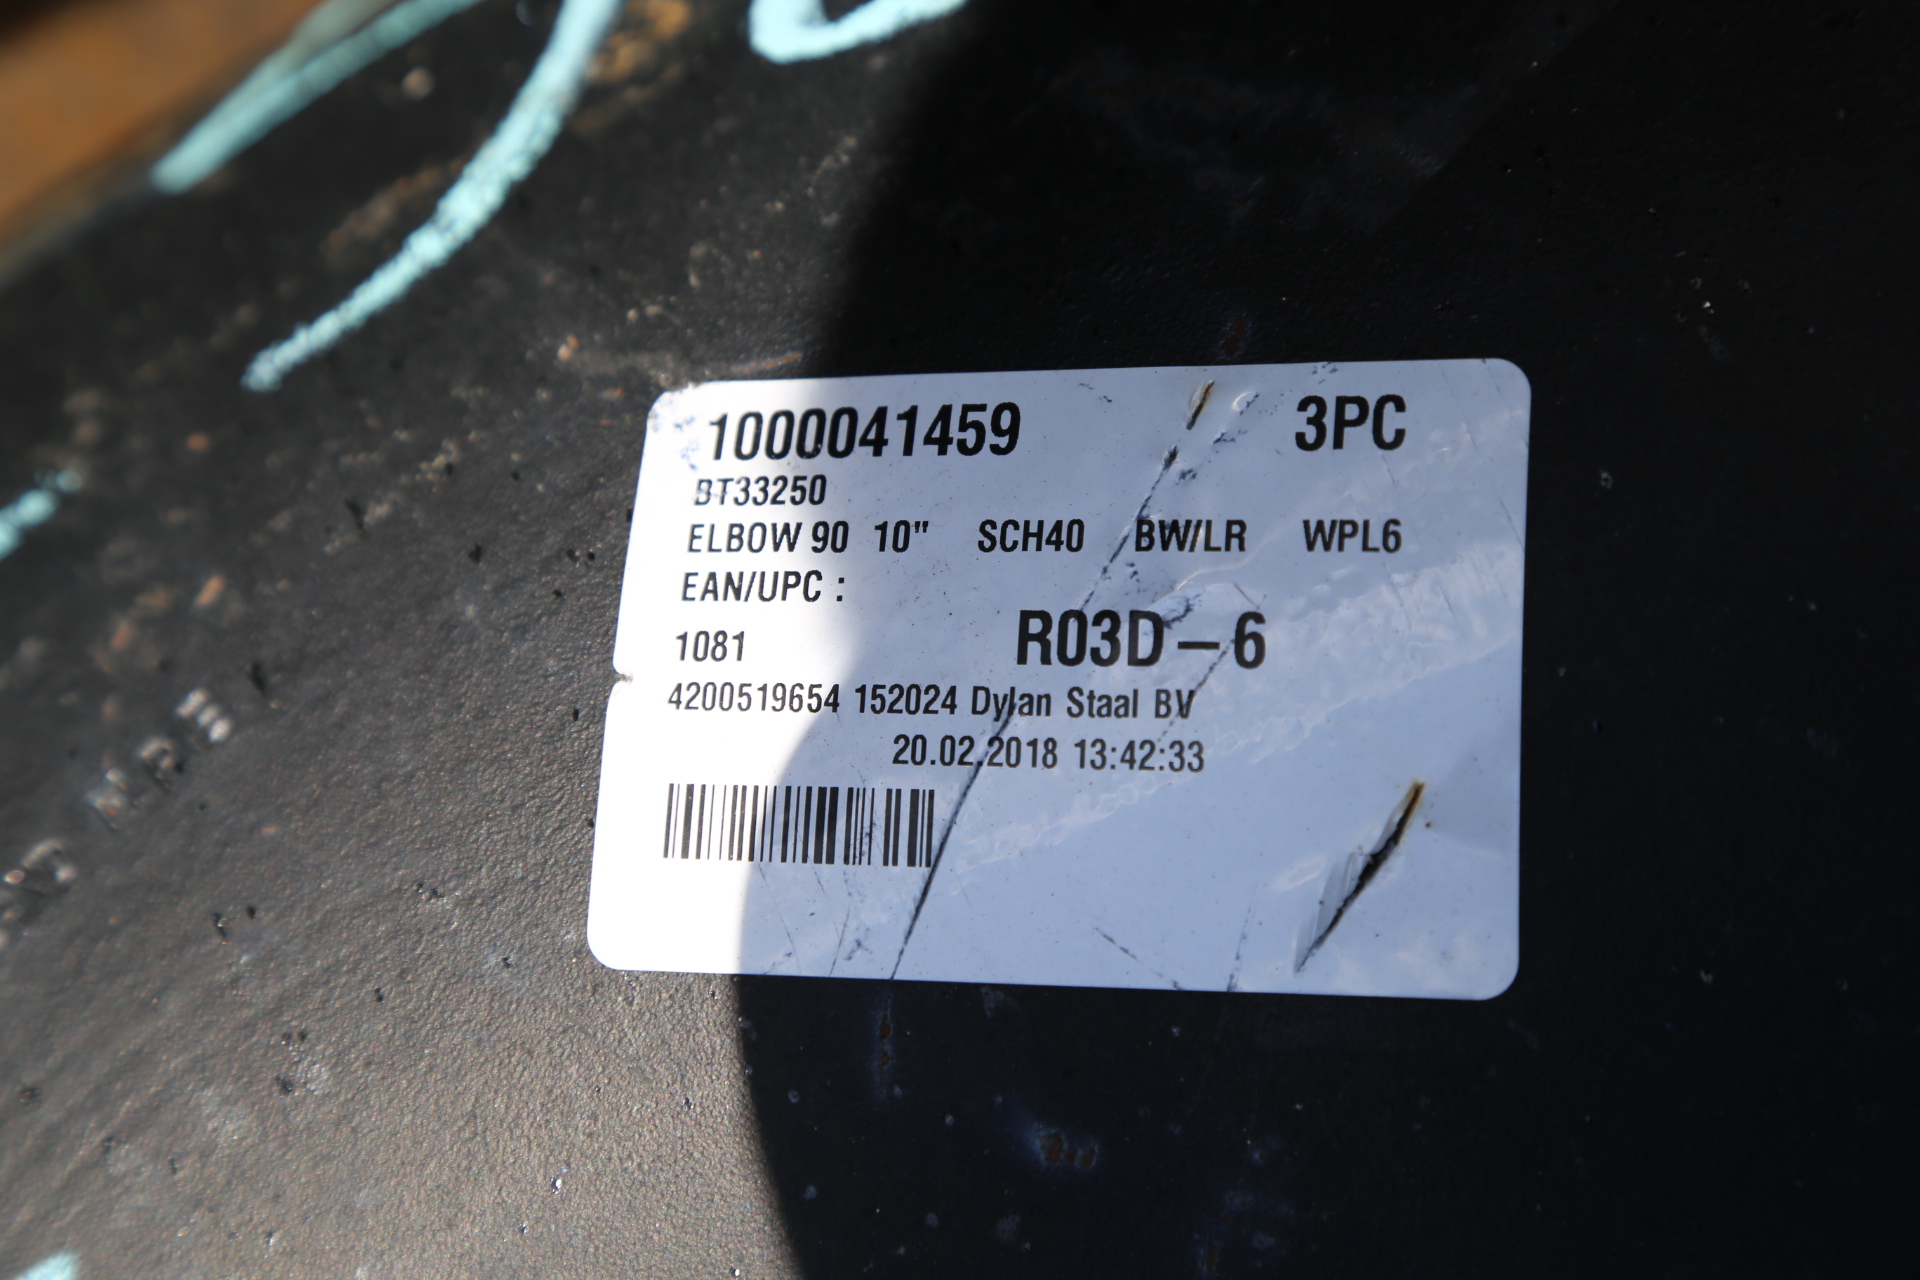 1000041459 3PC
BT33250
ELBOW 90 10" SCH40 BW/LR WPL6
EAN/UPC :
1081 R03D – 6
4200519654 152024 Dylan Staal BV
20.02.2018 13:42:33